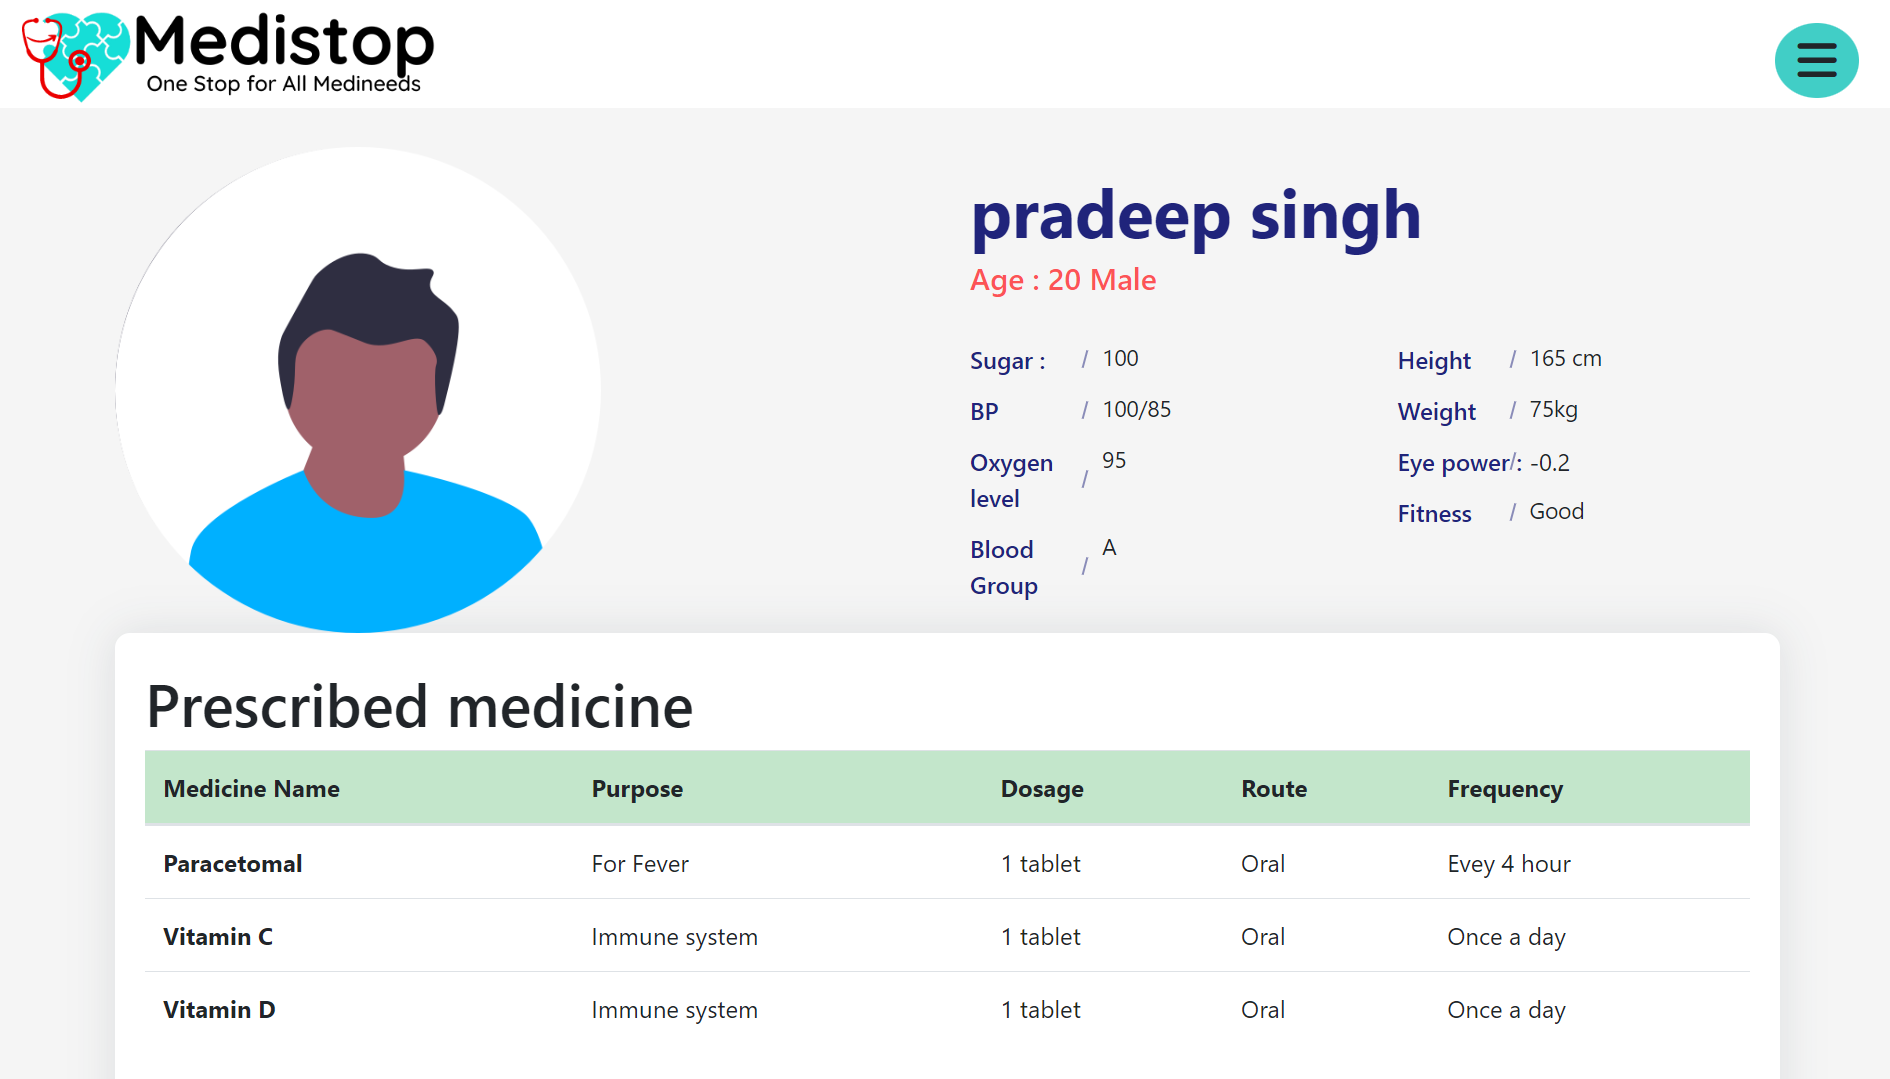 Medistop
One Stop for All Medineeds
pradeep singh
Age : 20 Male
Sugar : / 100
BP / 100/85
Oxygen level / 95
Blood Group / A
Height / 165 cm
Weight / 75kg
Eye power/: -0.2
Fitness / Good
Prescribed medicine
Medicine Name Purpose Dosage Route Frequency
Paracetomal For Fever 1 tablet Oral Evey 4 hour
Vitamin C Immune system 1 tablet Oral Once a day
Vitamin D Immune system 1 tablet Oral Once a day